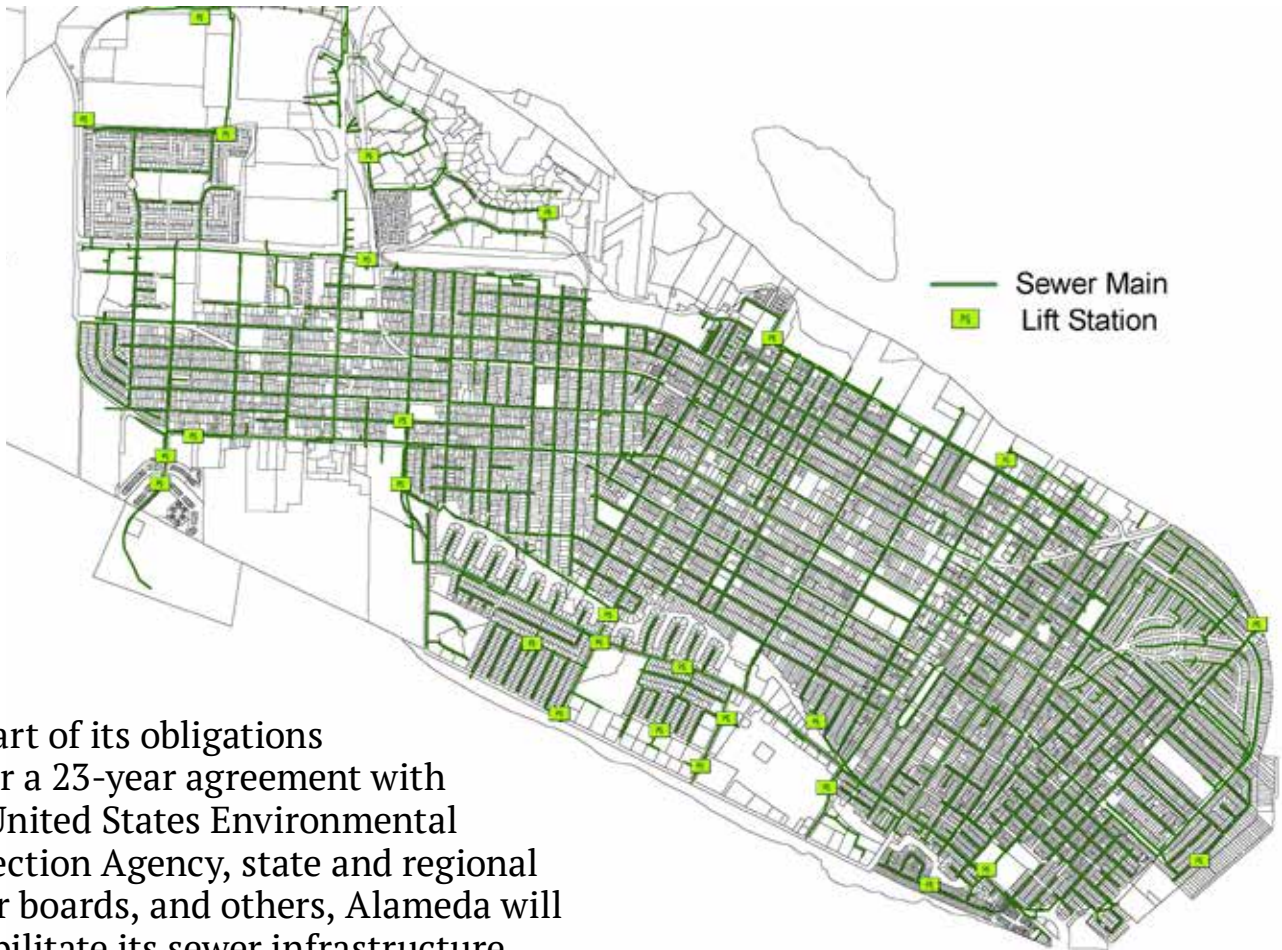 Sewer Main
PS
Lift Station
art of its obligations
r a 23-year agreement with
United States Environmental
ection Agency, state and regional
r boards, and others, Alameda will
bilitate its sewer infrastructure